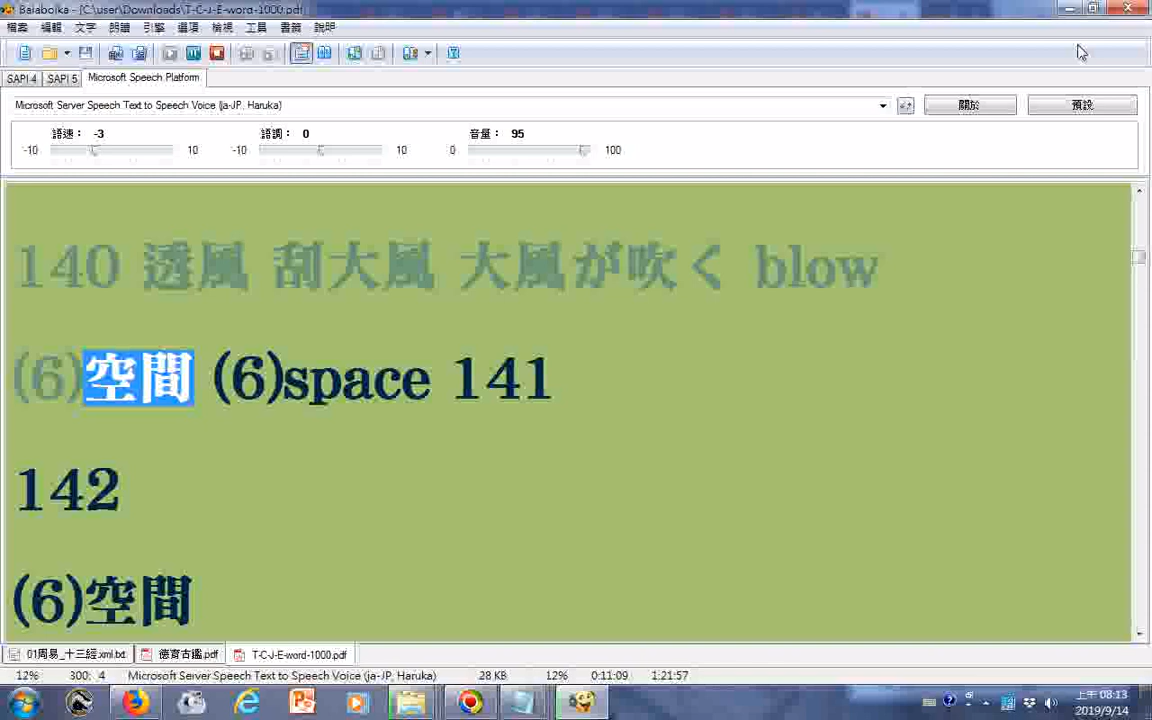 Balabolka - [C:\user\Downloads\T-C-J-E-word-1000.pdf]
檔案 編輯 文字 朗讀 引擎 選項 檢視 工具 書籤 說明
SAPI 4 SAPI 5 Microsoft Speech Platform
Microsoft Server Speech Text to Speech Voice (ja-JP, Haruka) 關於 預設
語速： -3 語調： 0 音量： 95
-10 10 -10 10 0 100
140 透風 刮大風 大風が吹く blow
(6)空間 (6)space 141
142
(6)空間
01周易_十三經.xml.txt 德育古鑑.pdf T-C-J-E-word-1000.pdf
12% 300; 4 Microsoft Server Speech Text to Speech Voice (ja-JP, Haruka) 28 KB 12% 0:11:09 1:21:57
上午 08:13
2019/9/14